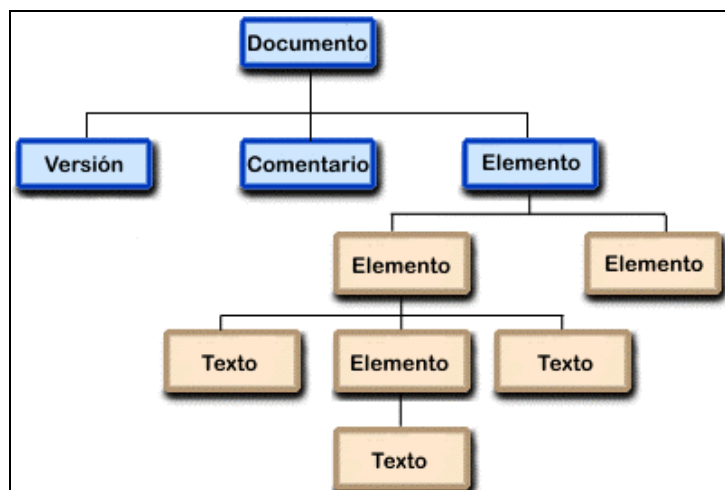 Documento
Versión
Comentario
Elemento
Elemento
Elemento
Texto
Elemento
Texto
Texto